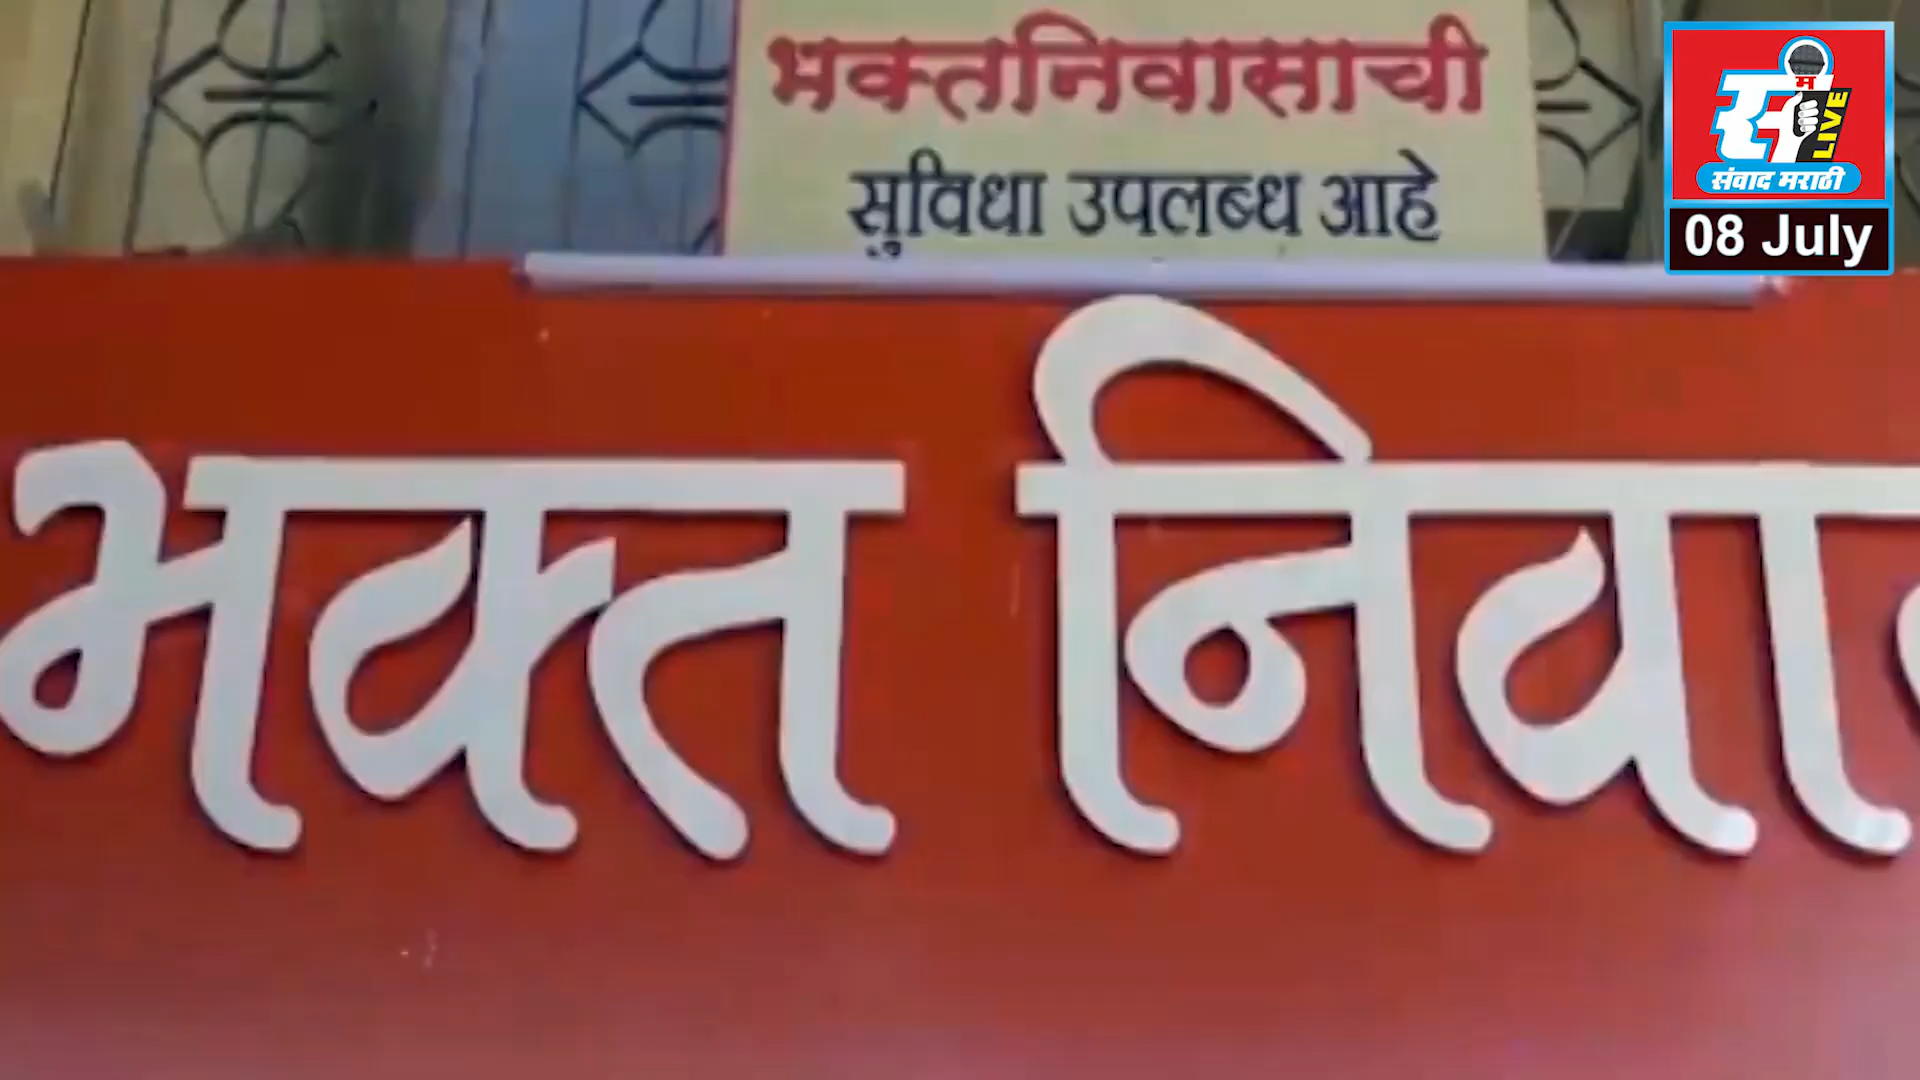 भक्तनिवासाची
सुविधा उपलब्ध आहे
भक्त निवा
LIVE
संवाद मराठी
08 July